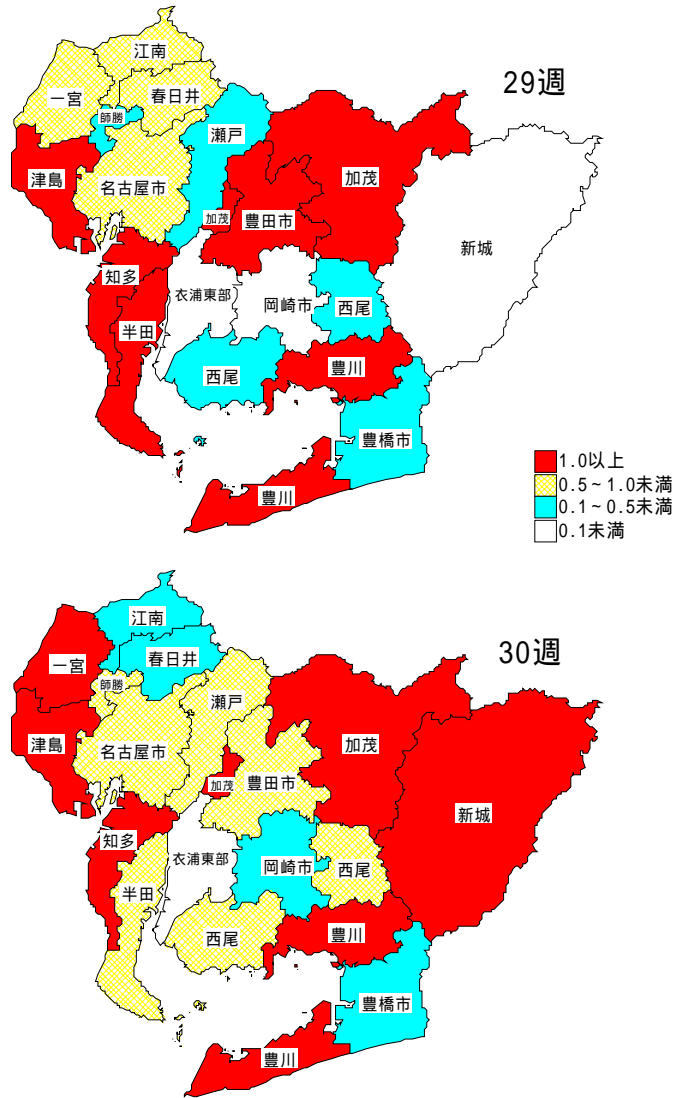 江南
一宮
春日井
29週
師勝
瀬戸
津島
名古屋市
加茂
加茂
豊田市
新城
知多
衣浦東部
岡崎市
西尾
半田
西尾
豊川
豊橋市
豊川
1.0以上
0.5~1.0未満
0.1~0.5未満
0.1未満
江南
一宮
春日井
30週
師勝
瀬戸
津島
名古屋市
加茂
加茂
豊田市
新城
知多
衣浦東部
岡崎市
西尾
半田
西尾
豊川
豊橋市
豊川